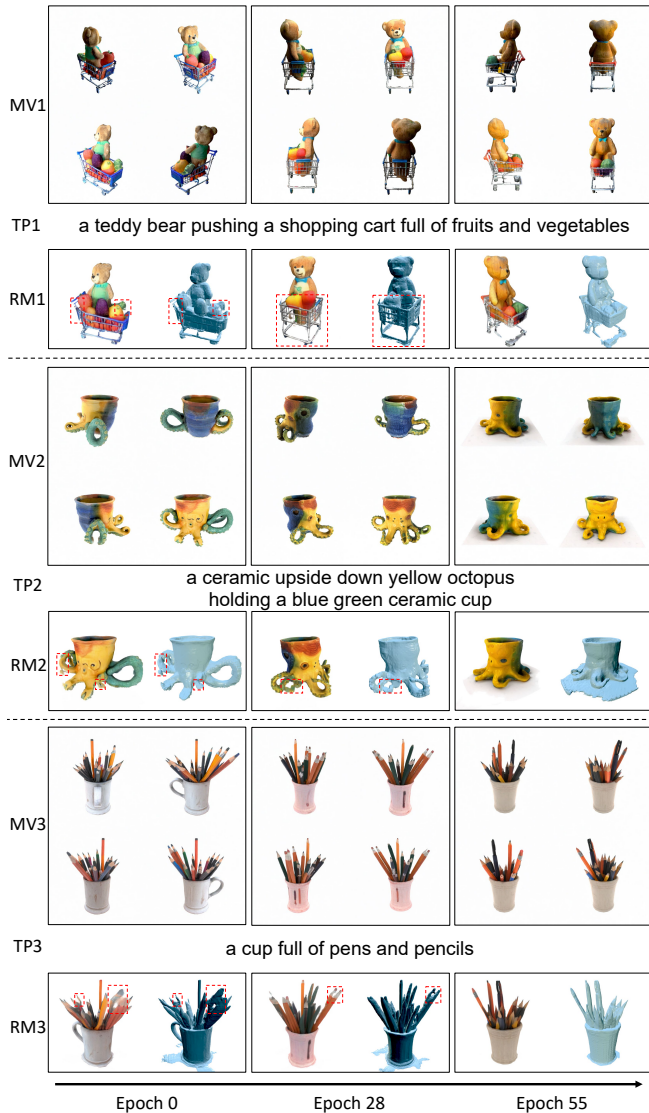 MV1
TP1 a teddy bear pushing a shopping cart full of fruits and vegetables
RM1
MV2
TP2 a ceramic upside down yellow octopus
holding a blue green ceramic cup
RM2
MV3
TP3 a cup full of pens and pencils
RM3
Epoch 0 Epoch 28 Epoch 55